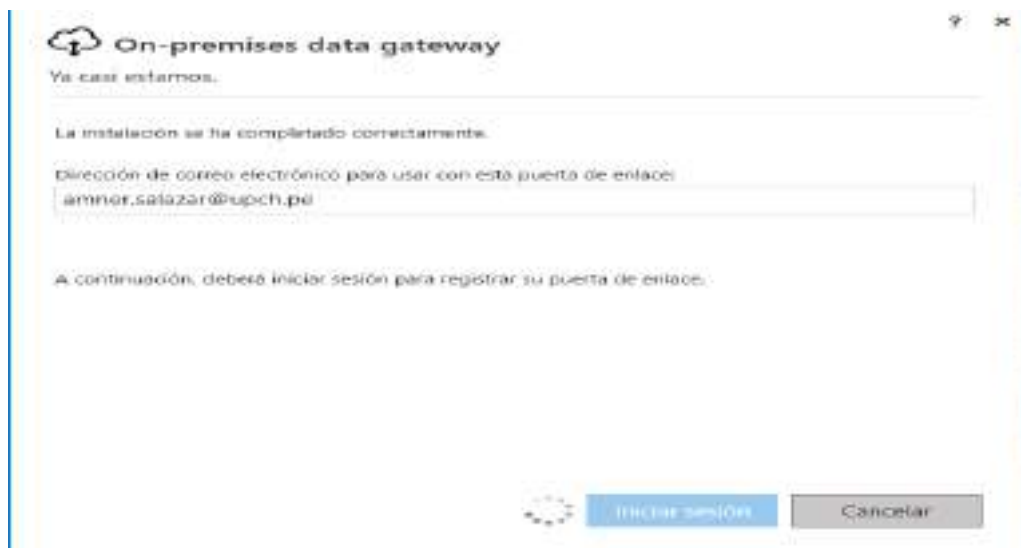 ? ×
On-premises data gateway
Ya casi estamos.
La instalación se ha completado correctamente.
Dirección de correo electrónico para usar con esta puerta de enlace:
amner.salazar@upch.pe
A continuación, deberá iniciar sesión para registrar su puerta de enlace.
Iniciar sesión
Cancelar